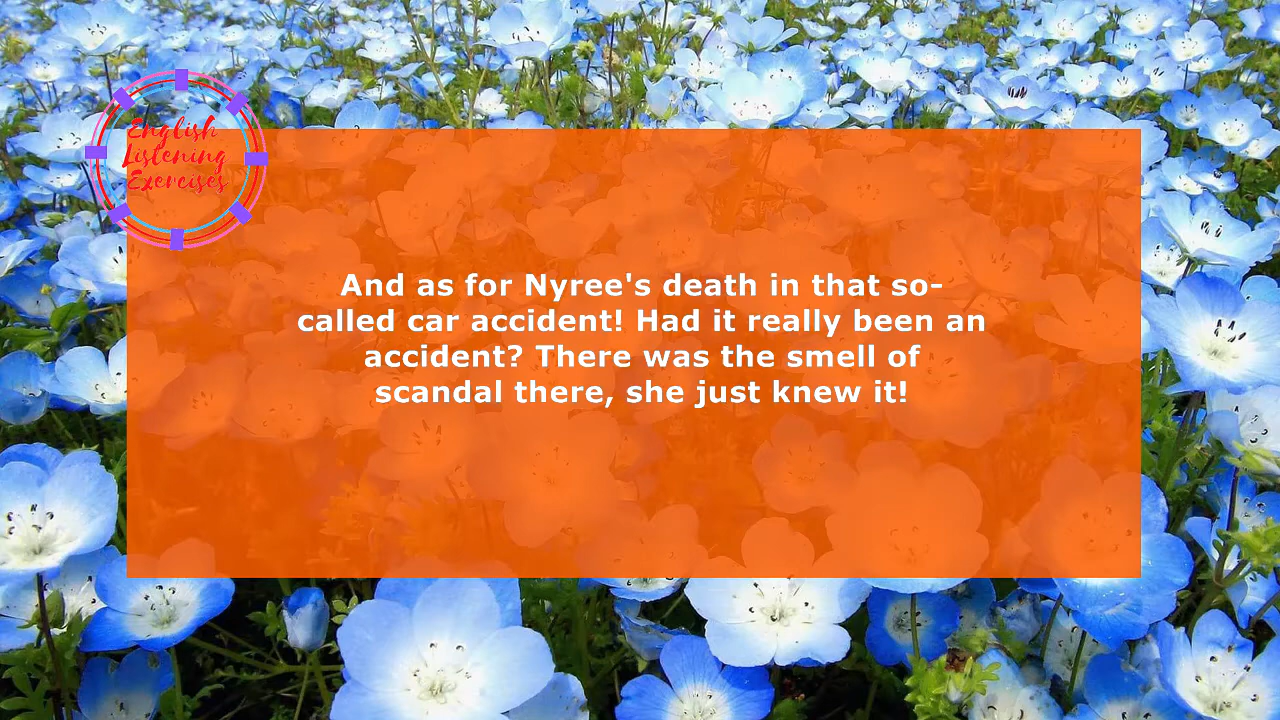 English
Listening
Exercises
And as for Nyree's death in that so-
called car accident! Had it really been an
accident? There was the smell of
scandal there, she just knew it!